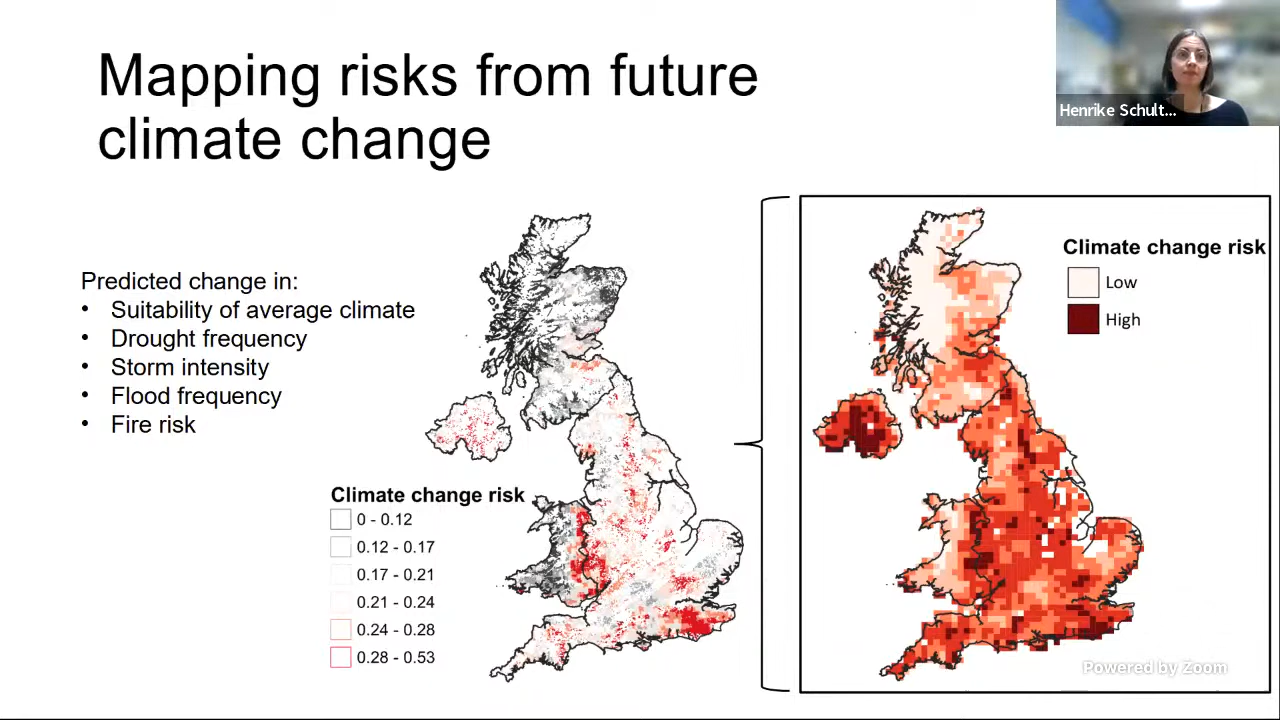 Mapping risks from future
climate change
Henrike Schult...
Predicted change in:
• Suitability of average climate
• Drought frequency
• Storm intensity
• Flood frequency
• Fire risk
Climate change risk
0 - 0.12
0.12 - 0.17
0.17 - 0.21
0.21 - 0.24
0.24 - 0.28
0.28 - 0.53
Climate change risk
Low
High
Powered by Zoom